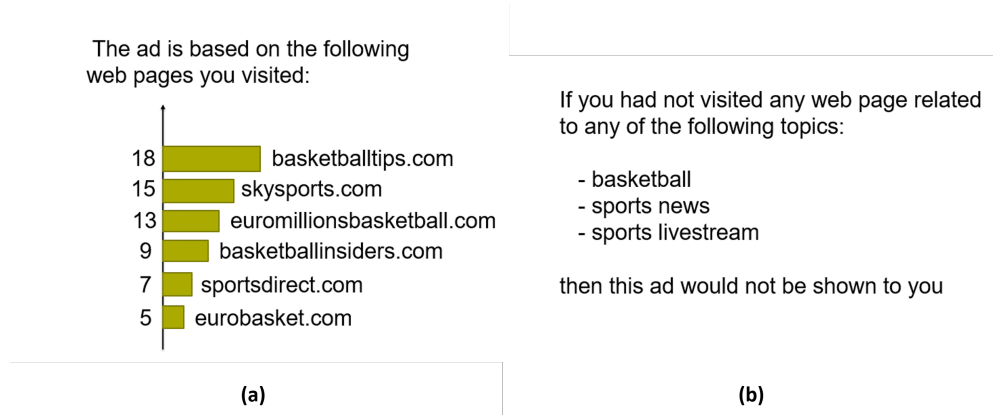 The ad is based on the following
web pages you visited:
18 basketballtips.com
15 skysports.com
13 euromillionsbasketball.com
9 basketballinsiders.com
7 sportsdirect.com
5 eurobasket.com
(a)
If you had not visited any web page related
to any of the following topics:
- basketball
- sports news
- sports livestream
then this ad would not be shown to you
(b)